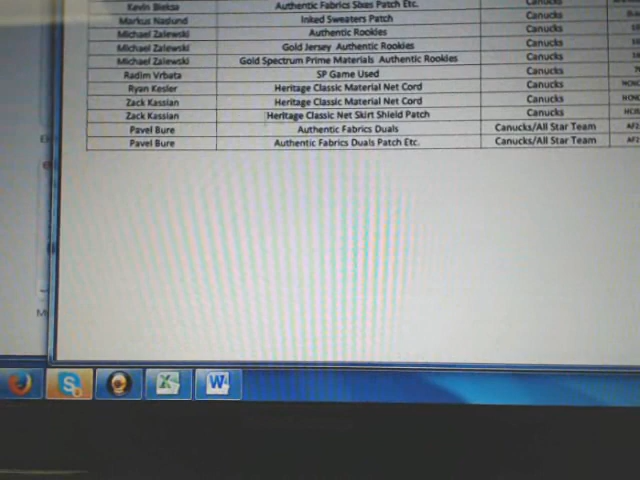 Kevin Bieksa Authentic Fabrics Sixes Patch Etc. Canucks
Markus Naslund Inked Sweaters Patch Canucks
Michael Zalewski Authentic Rookies Canucks
Michael Zalewski Gold Jersey Authentic Rookies Canucks
Michael Zalewski Gold Spectrum Prime Materials Authentic Rookies Canucks
Radim Vrbata SP Game Used Canucks
Ryan Kesler Heritage Classic Material Net Cord Canucks
Zack Kassian Heritage Classic Material Net Cord Canucks
Zack Kassian Heritage Classic Net Skirt Shield Patch Canucks
Pavel Bure Authentic Fabrics Duals Canucks/All Star Team AF2
Pavel Bure Authentic Fabrics Duals Patch Etc. Canucks/All Star Team AF2
S
W